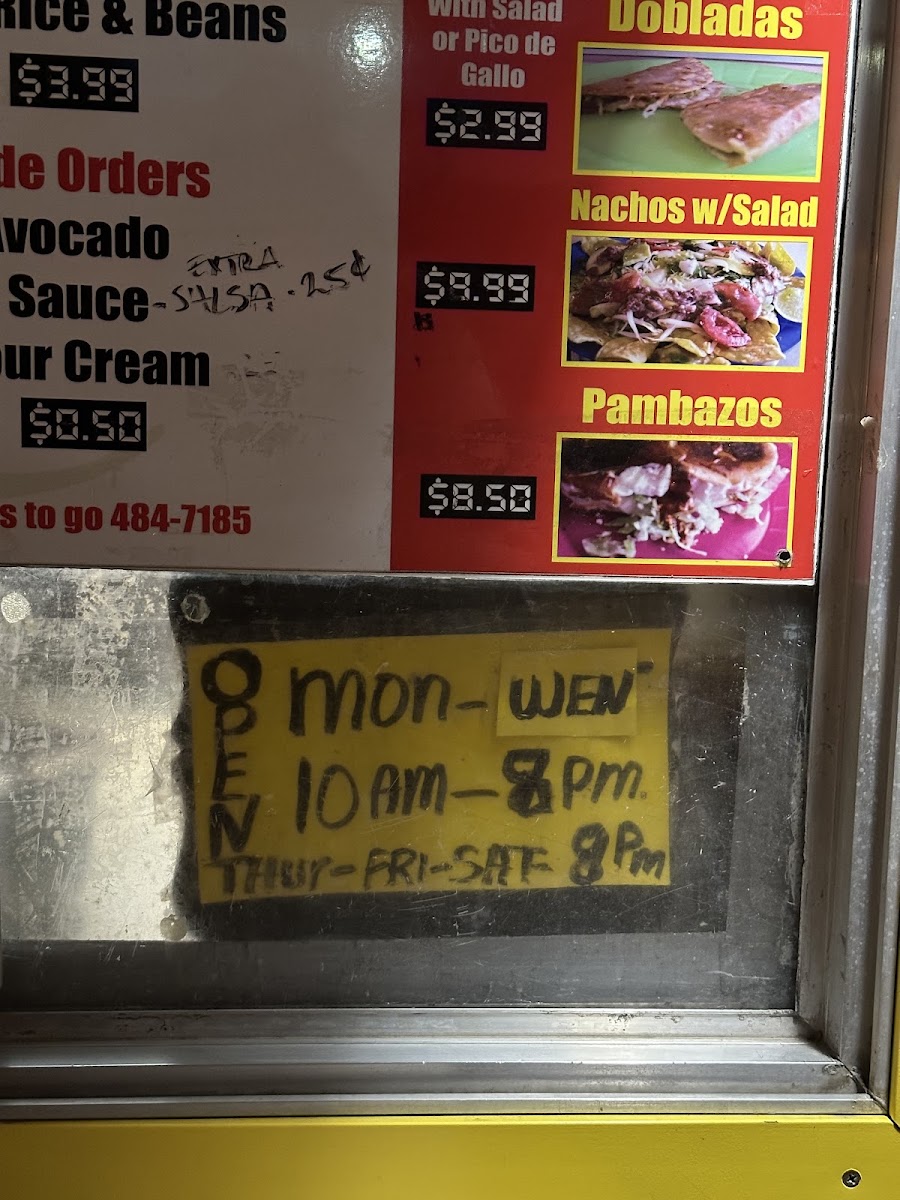 Rice & Beans
$3.99
de Orders
Avocado
Sauce - EXTRA SALSA . 25¢
our Cream
$0.50
s to go 484-7185
With Salad
or Pico de
Gallo
$2.99
Dobladas
Nachos w/Salad
$9.99
Pambazos
$8.50
OPEN
Mon - WEN
10 AM - 8 PM.
THUr - FRI - SAT - 8 PM